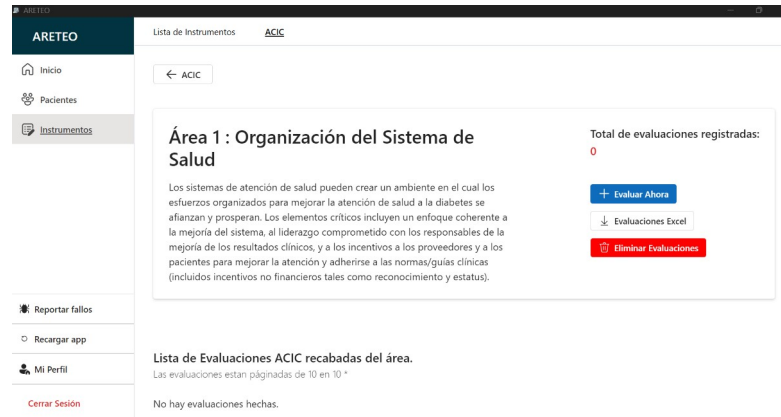 ARETEO
ARETEO
Inicio
Pacientes
Instrumentos
Reportar fallos
Recargar app
Mi Perfil
Cerrar Sesión
Lista de Instrumentos ACIC
← ACIC
Área 1 : Organización del Sistema de
Salud
Los sistemas de atención de salud pueden crear un ambiente en el cual los
esfuerzos organizados para mejorar la atención de salud a la diabetes se
afianzan y prosperan. Los elementos críticos incluyen un enfoque coherente a
la mejoría del sistema, al liderazgo comprometido con los responsables de la
mejoría de los resultados clínicos, y a los incentivos a los proveedores y a los
pacientes para mejorar la atención y adherirse a las normas/guías clínicas
(incluidos incentivos no financieros tales como reconocimiento y estatus).
Total de evaluaciones registradas:
0
+ Evaluar Ahora
Evaluaciones Excel
Eliminar Evaluaciones
Lista de Evaluaciones ACIC recabadas del área.
Las evaluaciones estan páginadas de 10 en 10 *
No hay evaluaciones hechas.